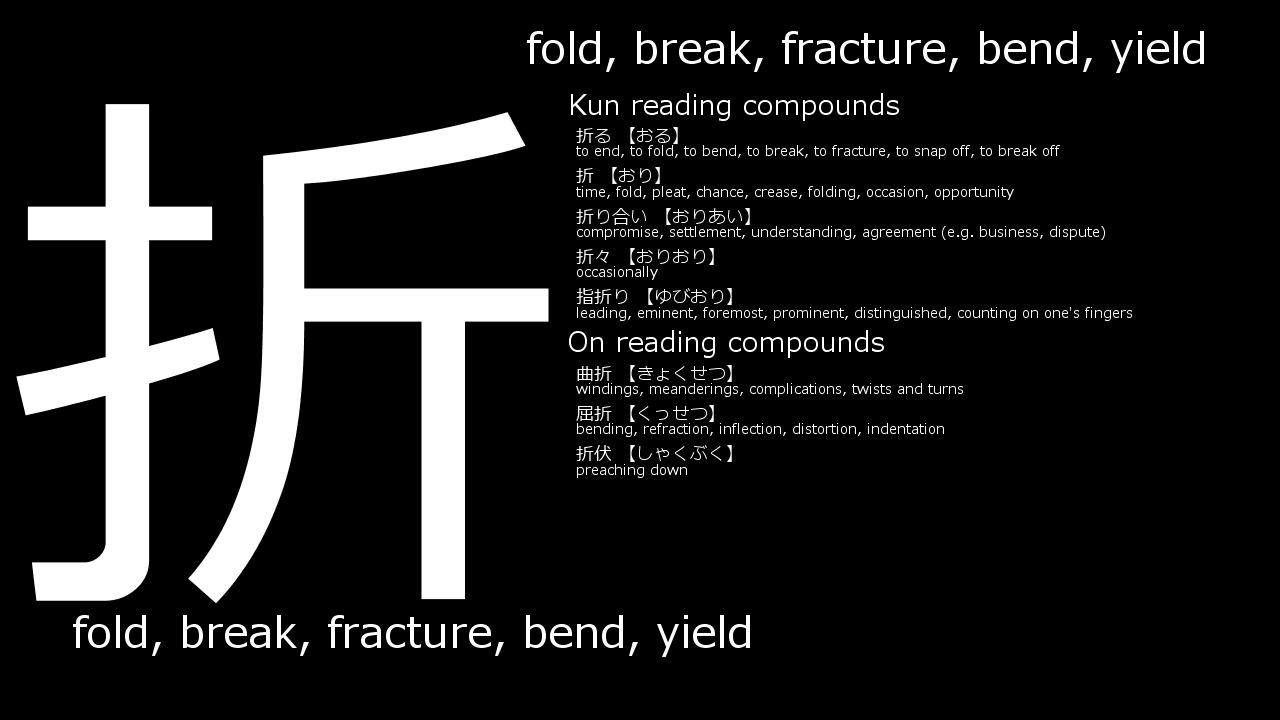 fold, break, fracture, bend, yield
折
Kun reading compounds
折る 【おる】
to end, to fold, to bend, to break, to fracture, to snap off, to break off
折 【おり】
time, fold, pleat, chance, crease, folding, occasion, opportunity
折り合い 【おりあい】
compromise, settlement, understanding, agreement (e.g. business, dispute)
折々 【おりおり】
occasionally
指折り 【ゆびおり】
leading, eminent, foremost, prominent, distinguished, counting on one's fingers
On reading compounds
曲折 【きょくせつ】
windings, meanderings, complications, twists and turns
屈折 【くっせつ】
bending, refraction, inflection, distortion, indentation
折伏 【しゃくぶく】
preaching down
fold, break, fracture, bend, yield